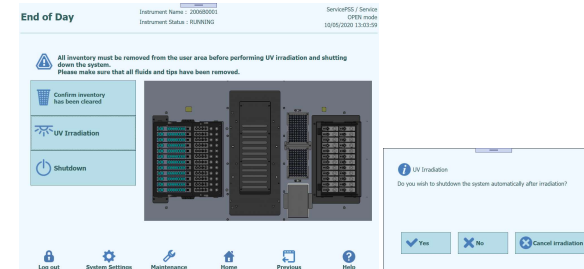 End of Day
Instrument Name : 2006B0001
Instrument Status : RUNNING
ServicePSS / Service
OPEN mode
10/05/2020 13:03:59
All inventory must be removed from the user area before performing UV irradiation and shutting
down the system.
Please make sure that all fluids and tips have been removed.
Confirm inventory
has been cleared
UV Irradiation
Shutdown
Log out
System Settings
Maintenance
Home
Previous
Help
UV Irradiation
Do you wish to shutdown the system automatically after irradiation?
Yes
No
Cancel irradiation